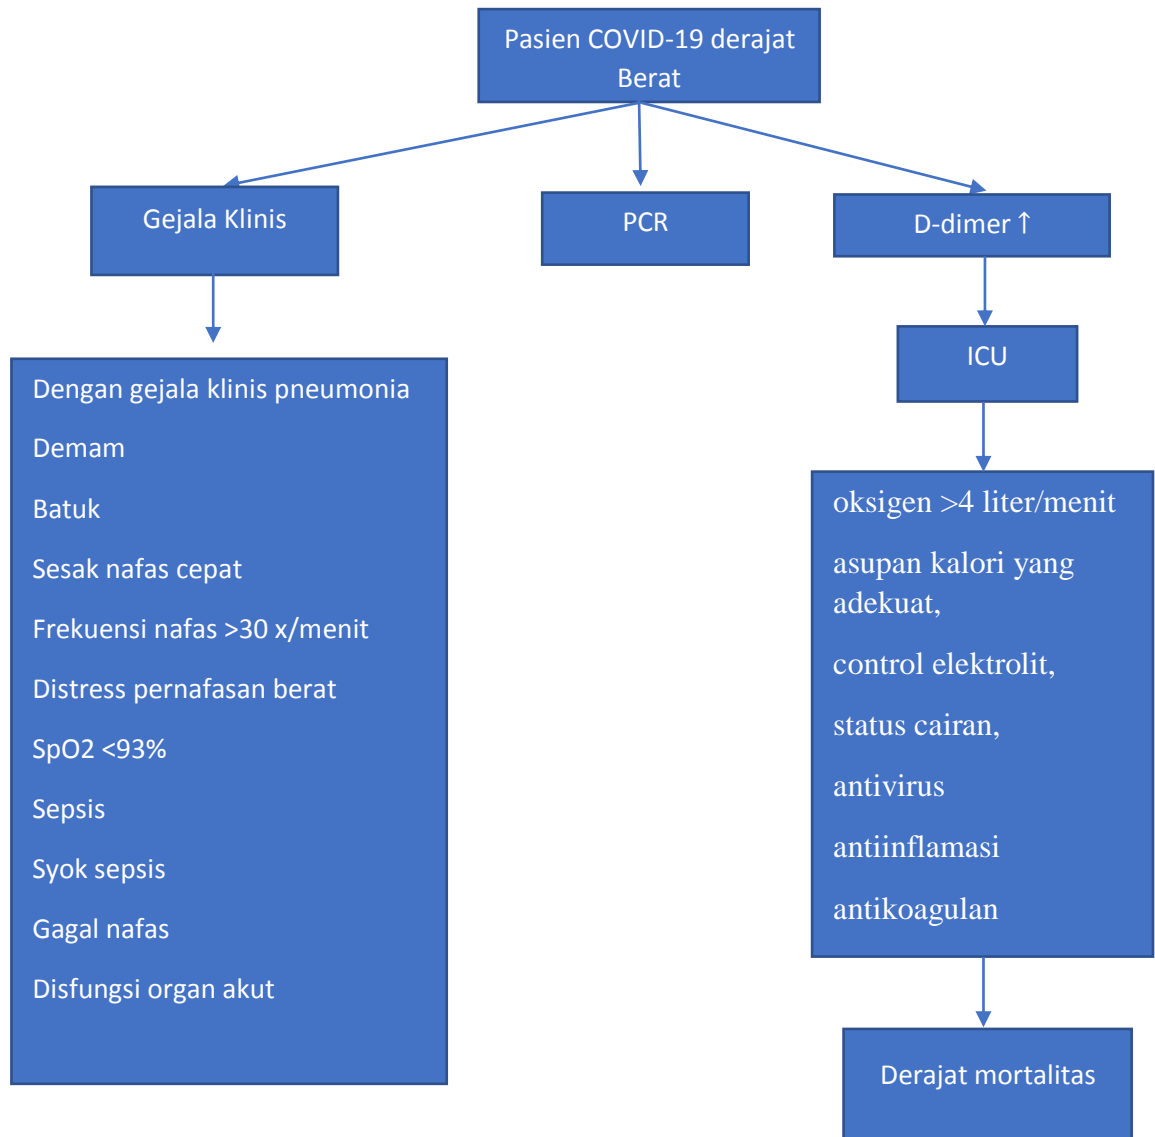 Pasien COVID-19 derajat
Berat
Gejala Klinis
PCR
D-dimer ↑
ICU
Dengan gejala klinis pneumonia
Demam
Batuk
Sesak nafas cepat
Frekuensi nafas >30 x/menit
Distress pernafasan berat
SpO2 <93%
Sepsis
Syok sepsis
Gagal nafas
Disfungsi organ akut
oksigen >4 liter/menit
asupan kalori yang
adekuat,
control elektrolit,
status cairan,
antivirus
antiinflamasi
antikoagulan
Derajat mortalitas